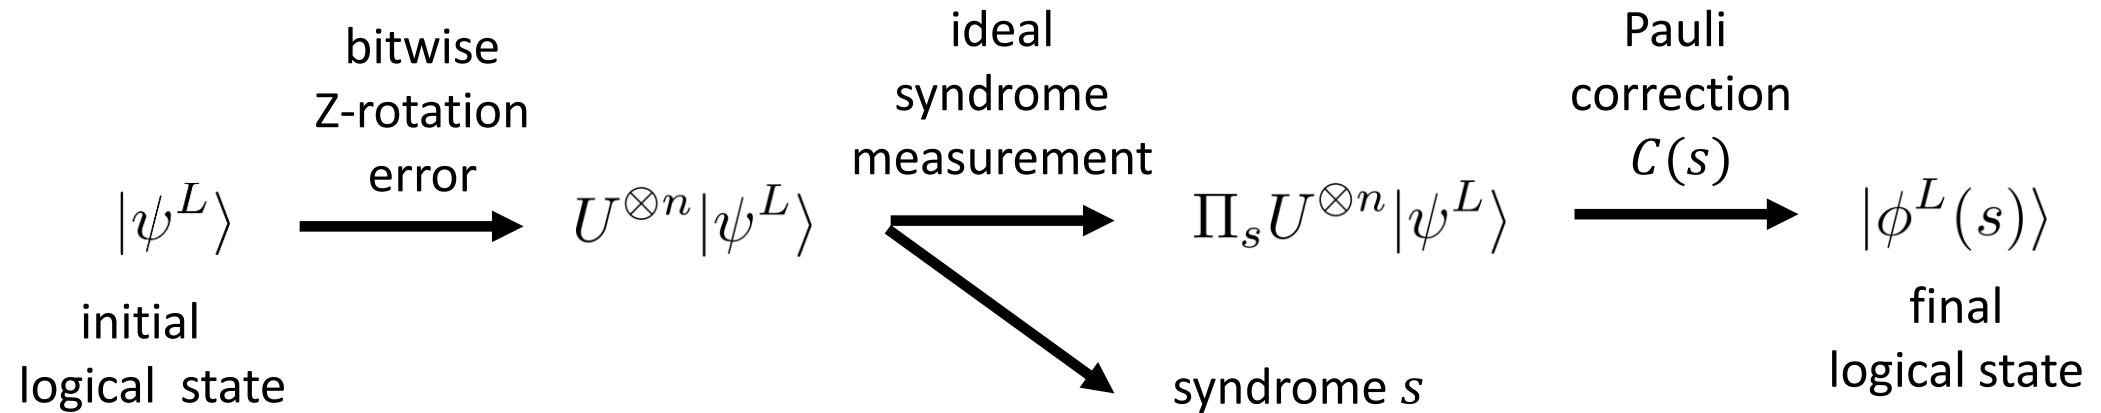 bitwise
Z-rotation
error
ideal
syndrome
measurement
Pauli
correction
C(s)
|ψ^L⟩
U^{⊗n}|ψ^L⟩
Π_s U^{⊗n}|ψ^L⟩
|ϕ^L(s)⟩
initial
logical state
syndrome s
final
logical state